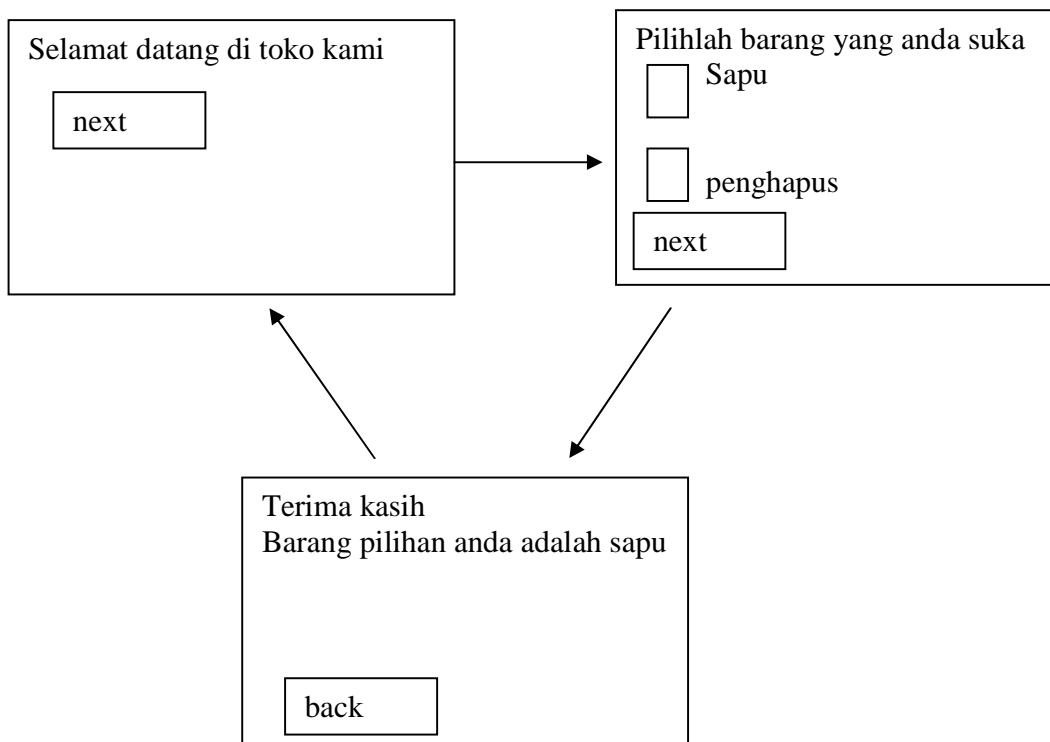 Selamat datang di toko kami
next
Pilihlah barang yang anda suka
Sapu
penghapus
next
Terima kasih
Barang pilihan anda adalah sapu
back